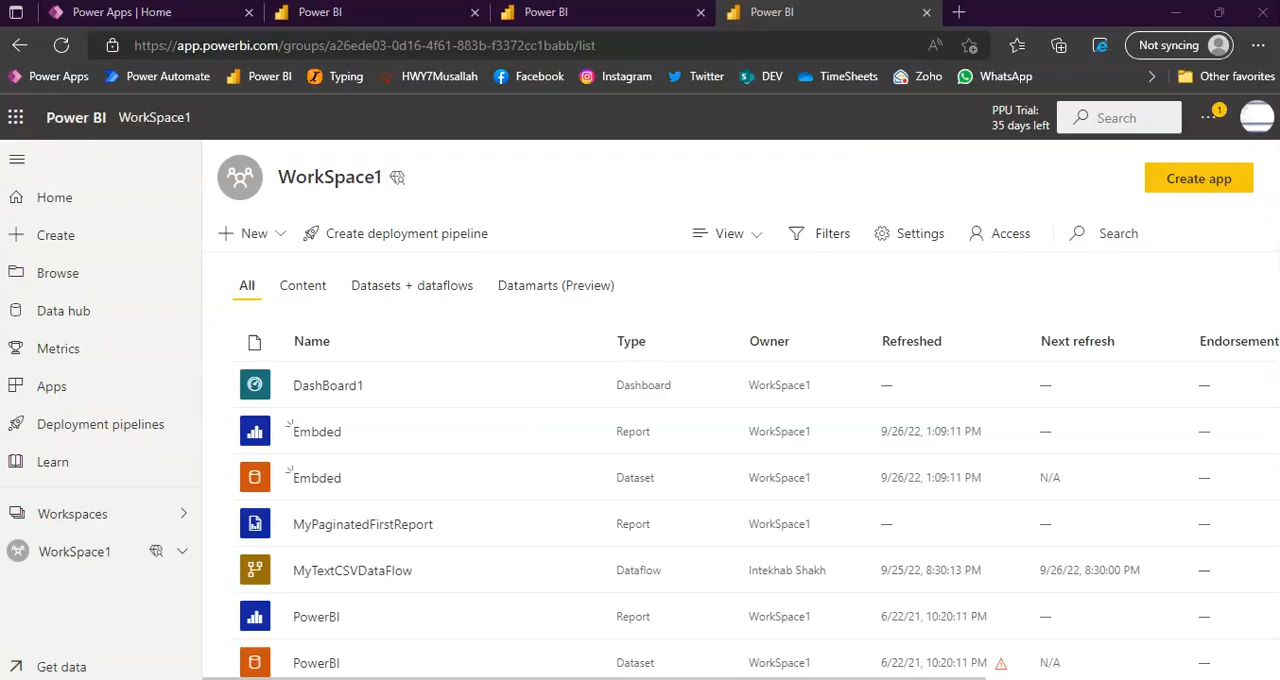 Power Apps | Home
Power BI
Power BI
Power BI
https://app.powerbi.com/groups/a26ede03-0d16-4f61-883b-f3372cc1babb/list
Not syncing
Power Apps
Power Automate
Power BI
Typing
HWY7Musallah
Facebook
Instagram
Twitter
DEV
TimeSheets
Zoho
WhatsApp
Other favorites
Power BI WorkSpace1
PPU Trial:
35 days left
Search
1
WorkSpace1
Create app
New
Create deployment pipeline
View
Filters
Settings
Access
Search
Home
Create
Browse
Data hub
Metrics
Apps
Deployment pipelines
Learn
Workspaces
WorkSpace1
Get data
All Content Datasets + dataflows Datamarts (Preview)
Name Type Owner Refreshed Next refresh Endorsement
DashBoard1 Dashboard WorkSpace1 — — —
Embded Report WorkSpace1 9/26/22, 1:09:11 PM — —
Embded Dataset WorkSpace1 9/26/22, 1:09:11 PM N/A —
MyPaginatedFirstReport Report WorkSpace1 — — —
MyTextCSVDataFlow Dataflow Intekhab Shakh 9/25/22, 8:30:13 PM 9/26/22, 8:30:00 PM —
PowerBI Report WorkSpace1 6/22/21, 10:20:11 PM — —
PowerBI Dataset WorkSpace1 6/22/21, 10:20:11 PM N/A —